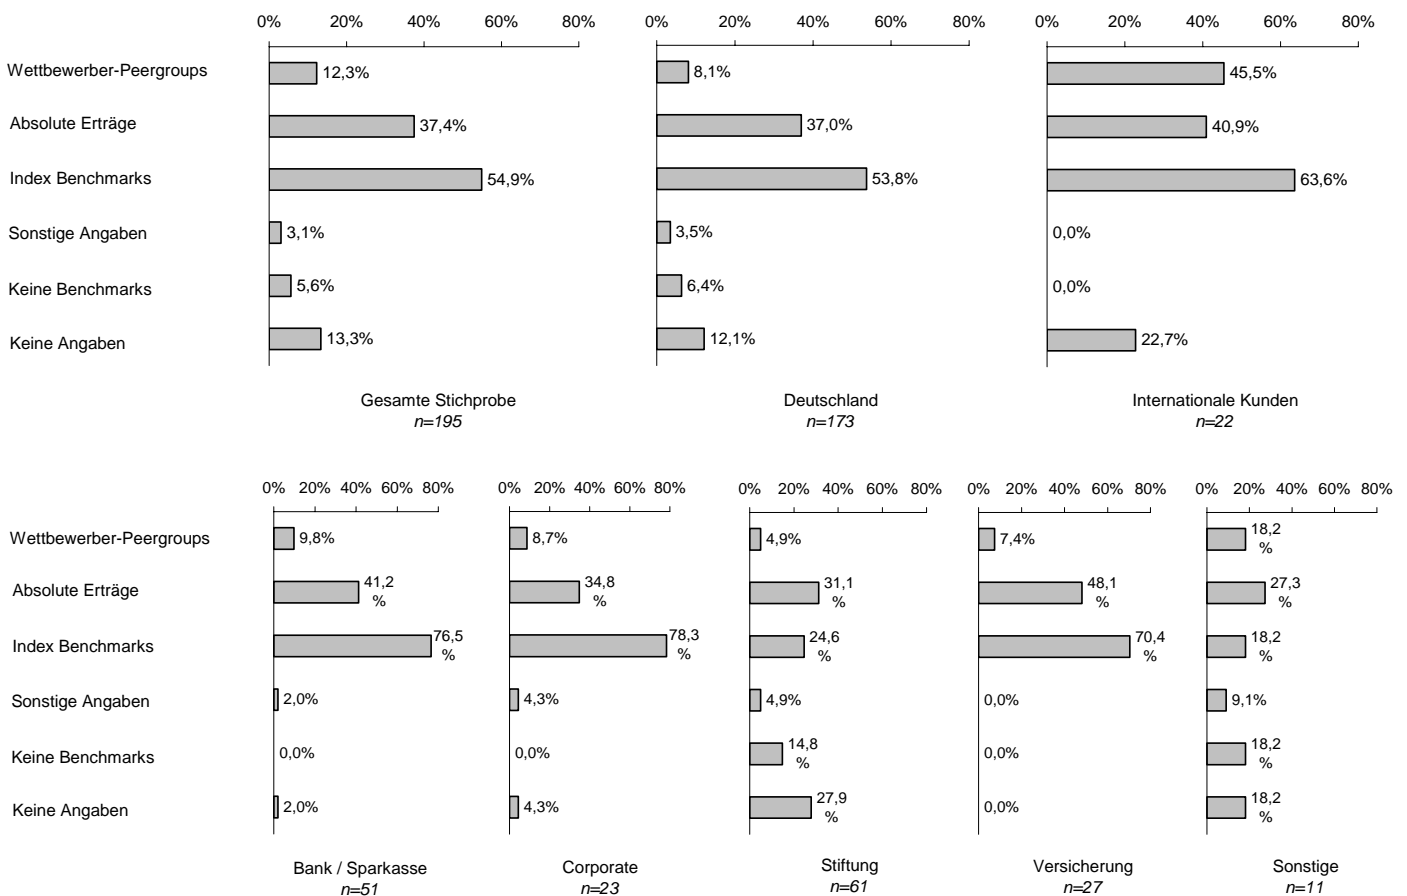 0% 20% 40% 60% 80% 0% 20% 40% 60% 80% 0% 20% 40% 60% 80%
Wettbewerber-Peergroups 12,3% 8,1% 45,5%
Absolute Erträge 37,4% 37,0% 40,9%
Index Benchmarks 54,9% 53,8% 63,6%
Sonstige Angaben 3,1% 3,5% 0,0%
Keine Benchmarks 5,6% 6,4% 0,0%
Keine Angaben 13,3% 12,1% 22,7%
Gesamte Stichprobe Deutschland Internationale Kunden
n=195 n=173 n=22
0% 20% 40% 60% 80% 0% 20% 40% 60% 80% 0% 20% 40% 60% 80% 0% 20% 40% 60% 80% 0% 20% 40% 60% 80%
Wettbewerber-Peergroups 9,8% 8,7% 4,9% 7,4% 18,2 %
Absolute Erträge 41,2 % 34,8 % 31,1 % 48,1 % 27,3 %
Index Benchmarks 76,5 % 78,3 % 24,6 % 70,4 % 18,2 %
Sonstige Angaben 2,0% 4,3% 4,9% 0,0% 9,1%
Keine Benchmarks 0,0% 0,0% 14,8 % 0,0% 18,2 %
Keine Angaben 2,0% 4,3% 27,9 % 0,0% 18,2 %
Bank / Sparkasse Corporate Stiftung Versicherung Sonstige
n=51 n=23 n=61 n=27 n=11